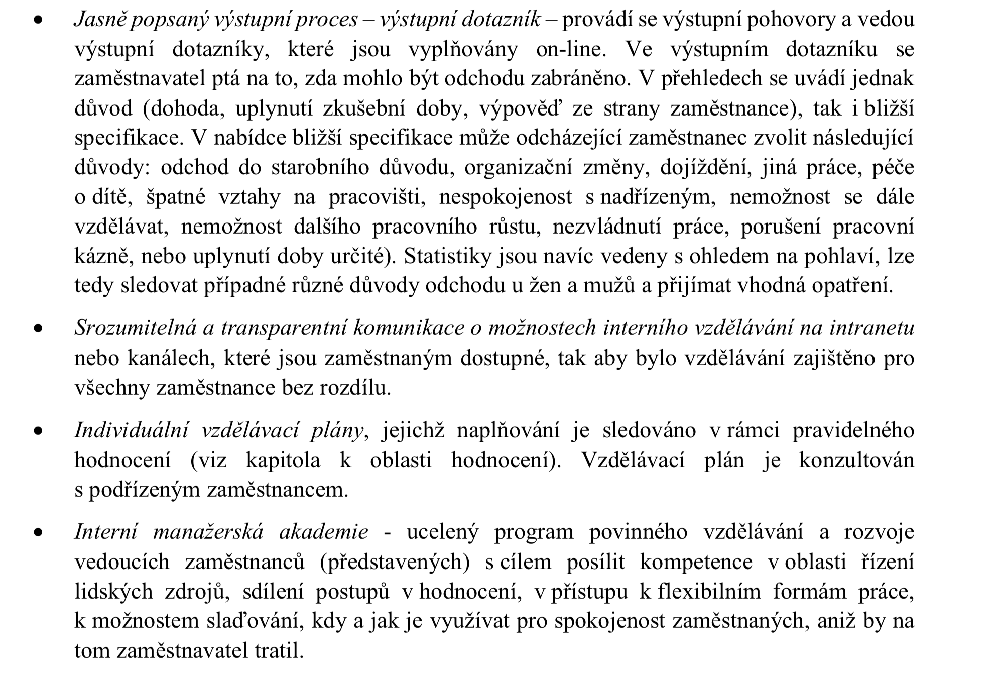 • Jasně popsaný výstupní proces – výstupní dotazník – provádí se výstupní pohovory a vedou
výstupní dotazníky, které jsou vyplňovány on-line. Ve výstupním dotazníku se
zaměstnavatel ptá na to, zda mohlo být odchodu zabráněno. V přehledech se uvádí jednak
důvod (dohoda, uplynutí zkušební doby, výpověď ze strany zaměstnance), tak i bližší
specifikace. V nabídce bližší specifikace může odcházející zaměstnanec zvolit následující
důvody: odchod do starobního důvodu, organizační změny, dojíždění, jiná práce, péče
o dítě, špatné vztahy na pracovišti, nespokojenost s nadřízeným, nemožnost se dále
vzdělávat, nemožnost dalšího pracovního růstu, nezvládnutí práce, porušení pracovní
kázně, nebo uplynutí doby určité). Statistiky jsou navíc vedeny s ohledem na pohlaví, lze
tedy sledovat případné různé důvody odchodu u žen a mužů a přijímat vhodná opatření.
• Srozumitelná a transparentní komunikace o možnostech interního vzdělávání na intranetu
nebo kanálech, které jsou zaměstnaným dostupné, tak aby bylo vzdělávání zajištěno pro
všechny zaměstnance bez rozdílu.
• Individuální vzdělávací plány, jejichž naplňování je sledováno v rámci pravidelného
hodnocení (viz kapitola k oblasti hodnocení). Vzdělávací plán je konzultován
s podřízeným zaměstnancem.
• Interní manažerská akademie - ucelený program povinného vzdělávání a rozvoje
vedoucích zaměstnanců (představených) s cílem posílit kompetence v oblasti řízení
lidských zdrojů, sdílení postupů v hodnocení, v přístupu k flexibilním formám práce,
k možnostem slaďování, kdy a jak je využívat pro spokojenost zaměstnaných, aniž by na
tom zaměstnavatel tratil.